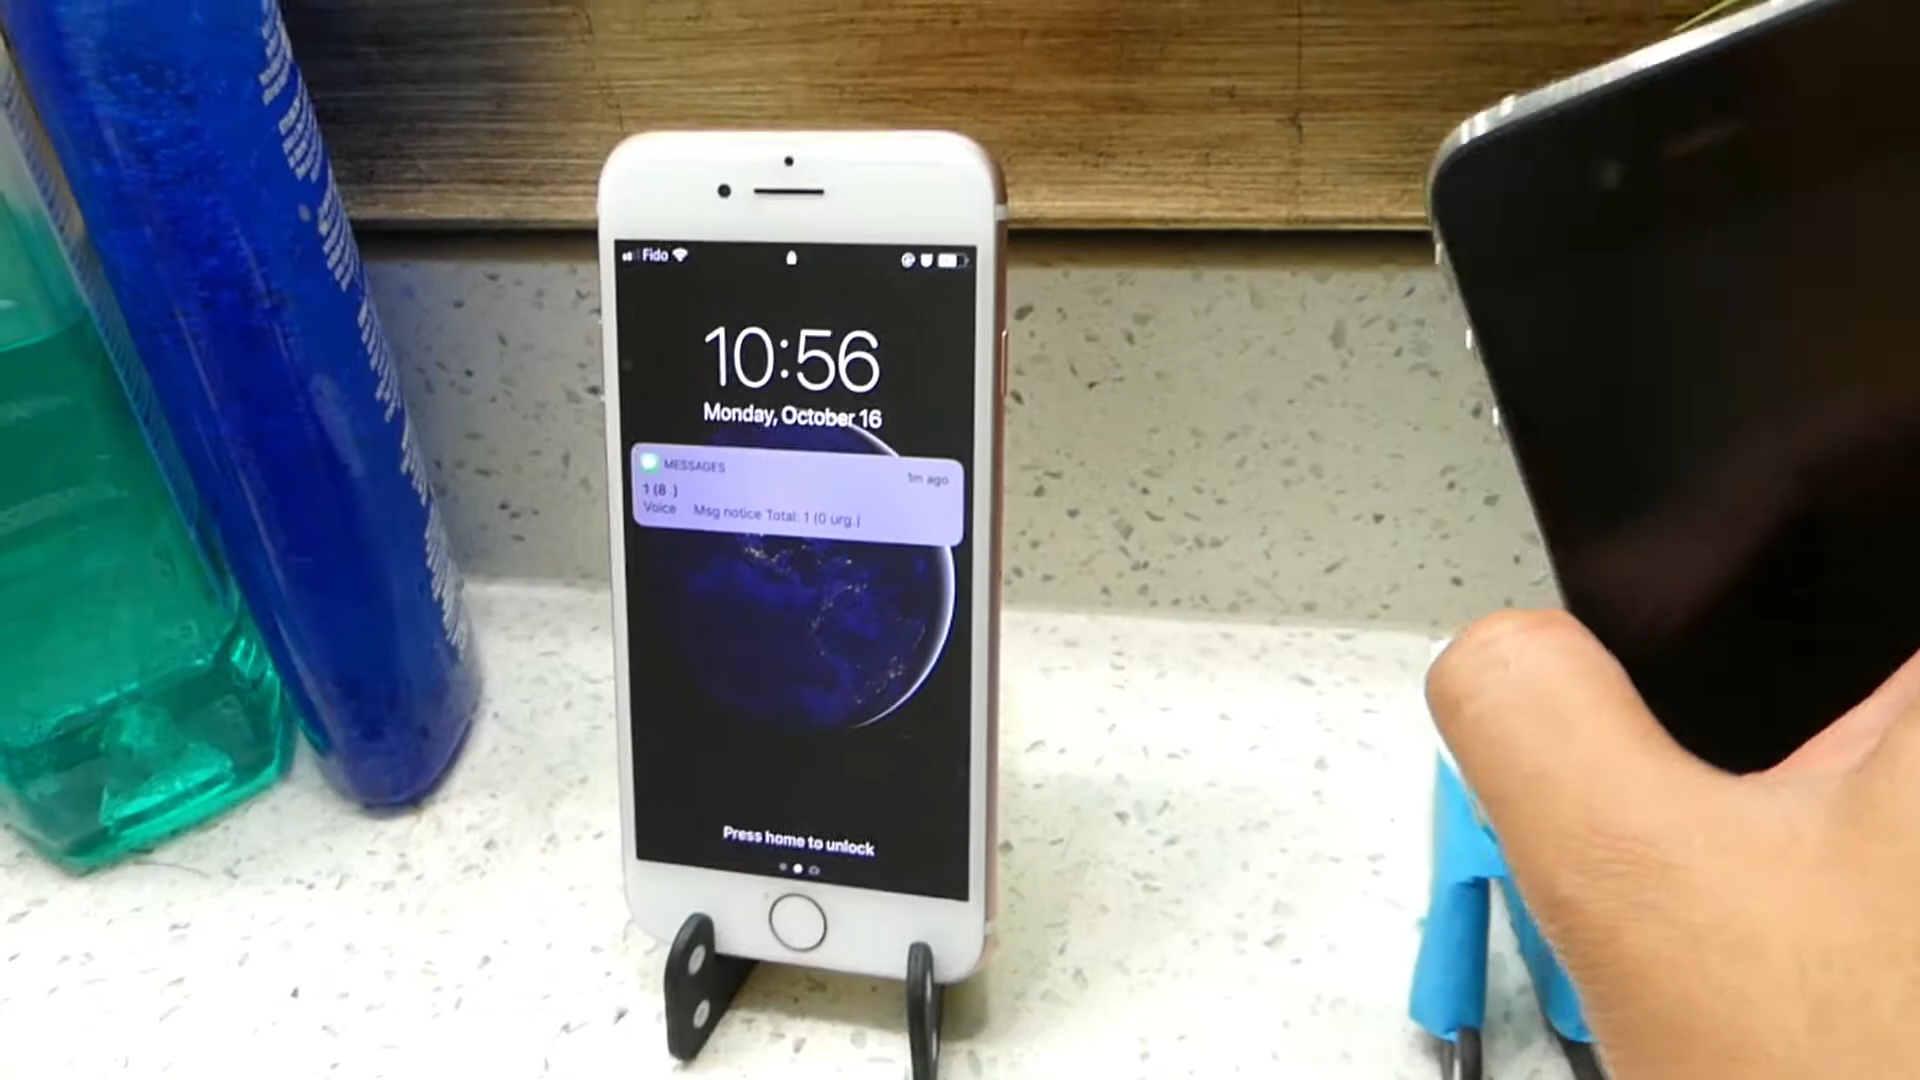 Fido
10:56
Monday, October 16
MESSAGES
1m ago
1 (8 )
Voice Msg notice Total: 1 (0 urg.)
Press home to unlock